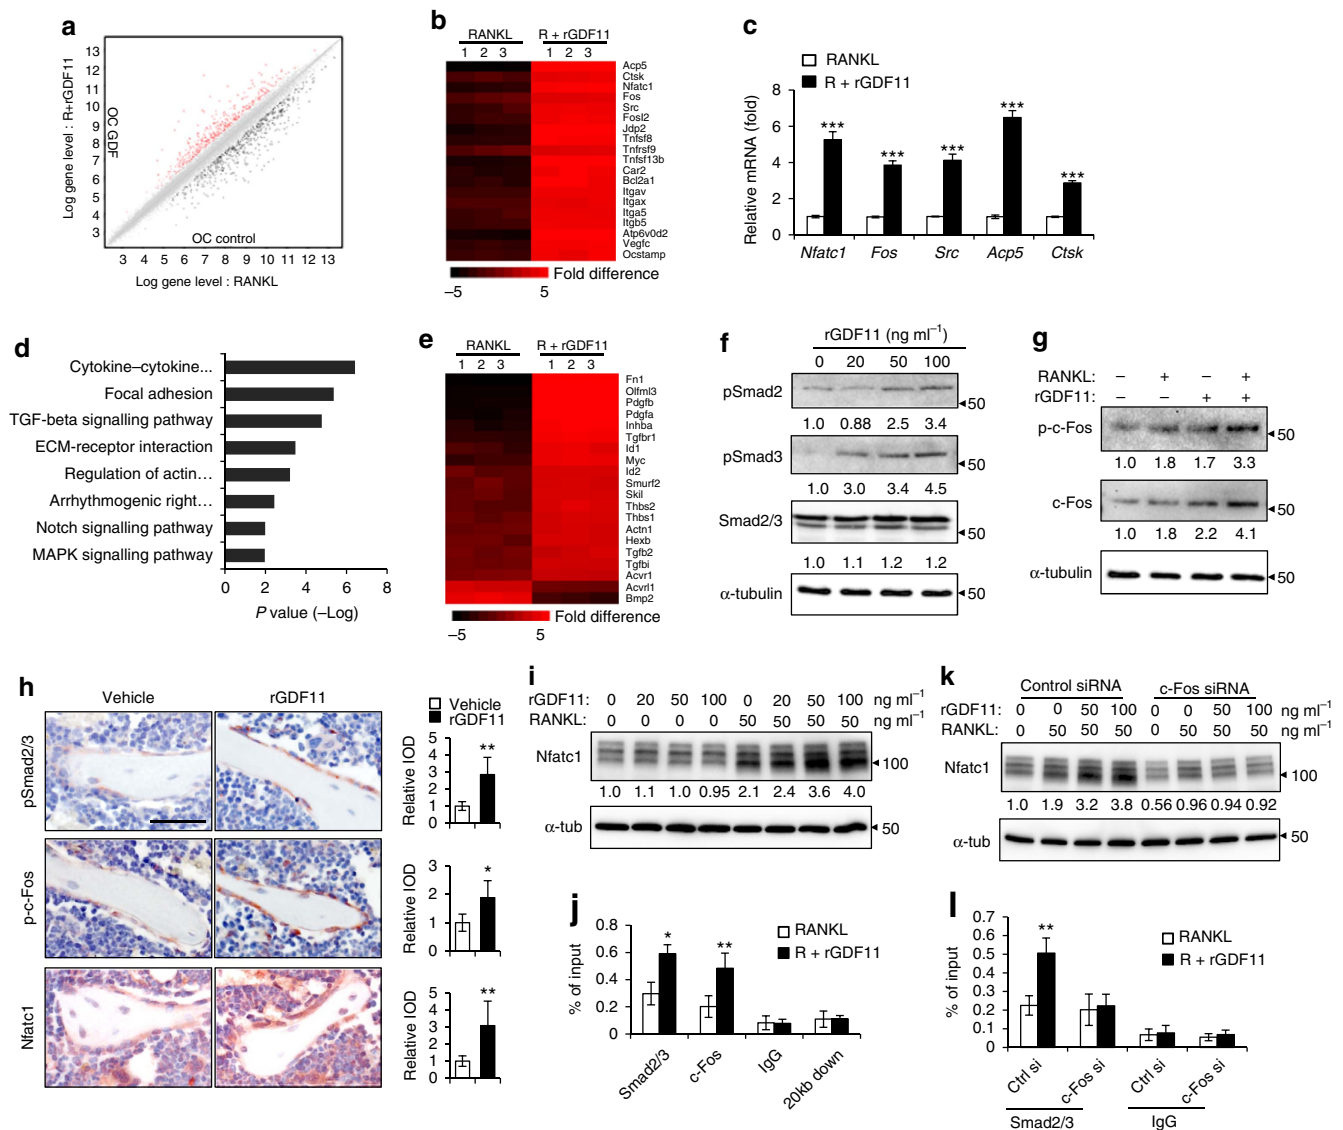 a
13
12
11
10
9
8
7
6
5
4
3
Log gene level : R+rGDF11
OC GDF
OC control
3 4 5 6 7 8 9 10 11 12 13
Log gene level : RANKL
b
RANKL R + rGDF11
1 2 3 1 2 3
Acp5
Ctsk
Nfatc1
Fos
Src
Fosl2
Jdp2
Tnfsf8
Tnfrsf9
Tnfsf13b
Car2
Bcl2a1
Itgav
Itgax
Itga5
Itgb5
Atp6v0d2
Vegfc
Ocstamp
Fold difference
−5 5
c
RANKL
R + rGDF11
Relative mRNA (fold)
8
6
4
2
0
*** *** *** *** ***
Nfatc1 Fos Src Acp5 Ctsk
d
Cytokine–cytokine...
Focal adhesion
TGF-beta signalling pathway
ECM-receptor interaction
Regulation of actin...
Arrhythmogenic right...
Notch signalling pathway
MAPK signalling pathway
0 2 4 6 8
P value (−Log)
e
RANKL R + rGDF11
1 2 3 1 2 3
Fn1
Olfml3
Pdgfb
Pdgfa
Inhba
Tgfbr1
Id1
Myc
Id2
Smurf2
Skil
Thbs2
Thbs1
Actn1
Hexb
Tgfb2
Tgfbi
Acvr1
Acvrl1
Bmp2
Fold difference
−5 5
f
rGDF11 (ng ml−1)
0 20 50 100
pSmad2
50
1.0 0.88 2.5 3.4
pSmad3
50
1.0 3.0 3.4 4.5
Smad2/3
50
1.0 1.1 1.2 1.2
α-tubulin
50
g
RANKL: − + − +
rGDF11: − − + +
p-c-Fos
50
1.0 1.8 1.7 3.3
c-Fos
50
1.0 1.8 2.2 4.1
α-tubulin
50
h
Vehicle rGDF11
pSmad2/3
p-c-Fos
Nfatc1
Vehicle
rGDF11
Relative IOD
5
4
3
2
1
0
**
Relative IOD
3
2
1
0
*
Relative IOD
5
4
3
2
1
0
**
i
rGDF11: 0 20 50 100 0 20 50 100 ng ml−1
RANKL: 0 0 0 0 50 50 50 50 ng ml−1
Nfatc1
100
1.0 1.1 1.0 0.95 2.1 2.4 3.6 4.0
α-tub
50
j
RANKL
R + rGDF11
% of input
0.8
0.6
0.4
0.2
0
* **
Smad2/3 c-Fos IgG 20kb down
k
Control siRNA c-Fos siRNA
rGDF11: 0 0 50 100 0 0 50 100 ng ml−1
RANKL: 0 50 50 50 0 50 50 50 ng ml−1
Nfatc1
100
1.0 1.9 3.2 3.8 0.56 0.96 0.94 0.92
α-tub
50
l
RANKL
R + rGDF11
% of input
0.7
0.6
0.5
0.4
0.3
0.2
0.1
0
**
Ctrl si c-Fos si Ctrl si c-Fos si
Smad2/3 IgG